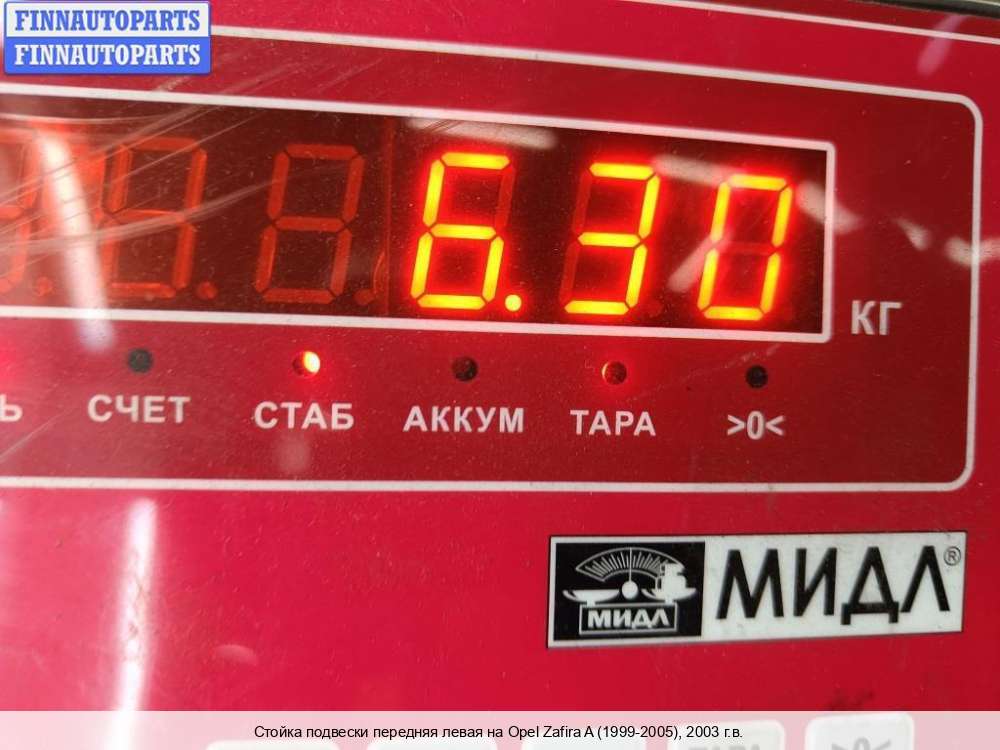 FINNAUTOPARTS
FINNAUTOPARTS
6.30
КГ
Ь СЧЕТ СТАБ АККУМ ТАРА >0<
МИДЛ МИДЛ®
Стойка подвески передняя левая на Opel Zafira A (1999-2005), 2003 г.в.